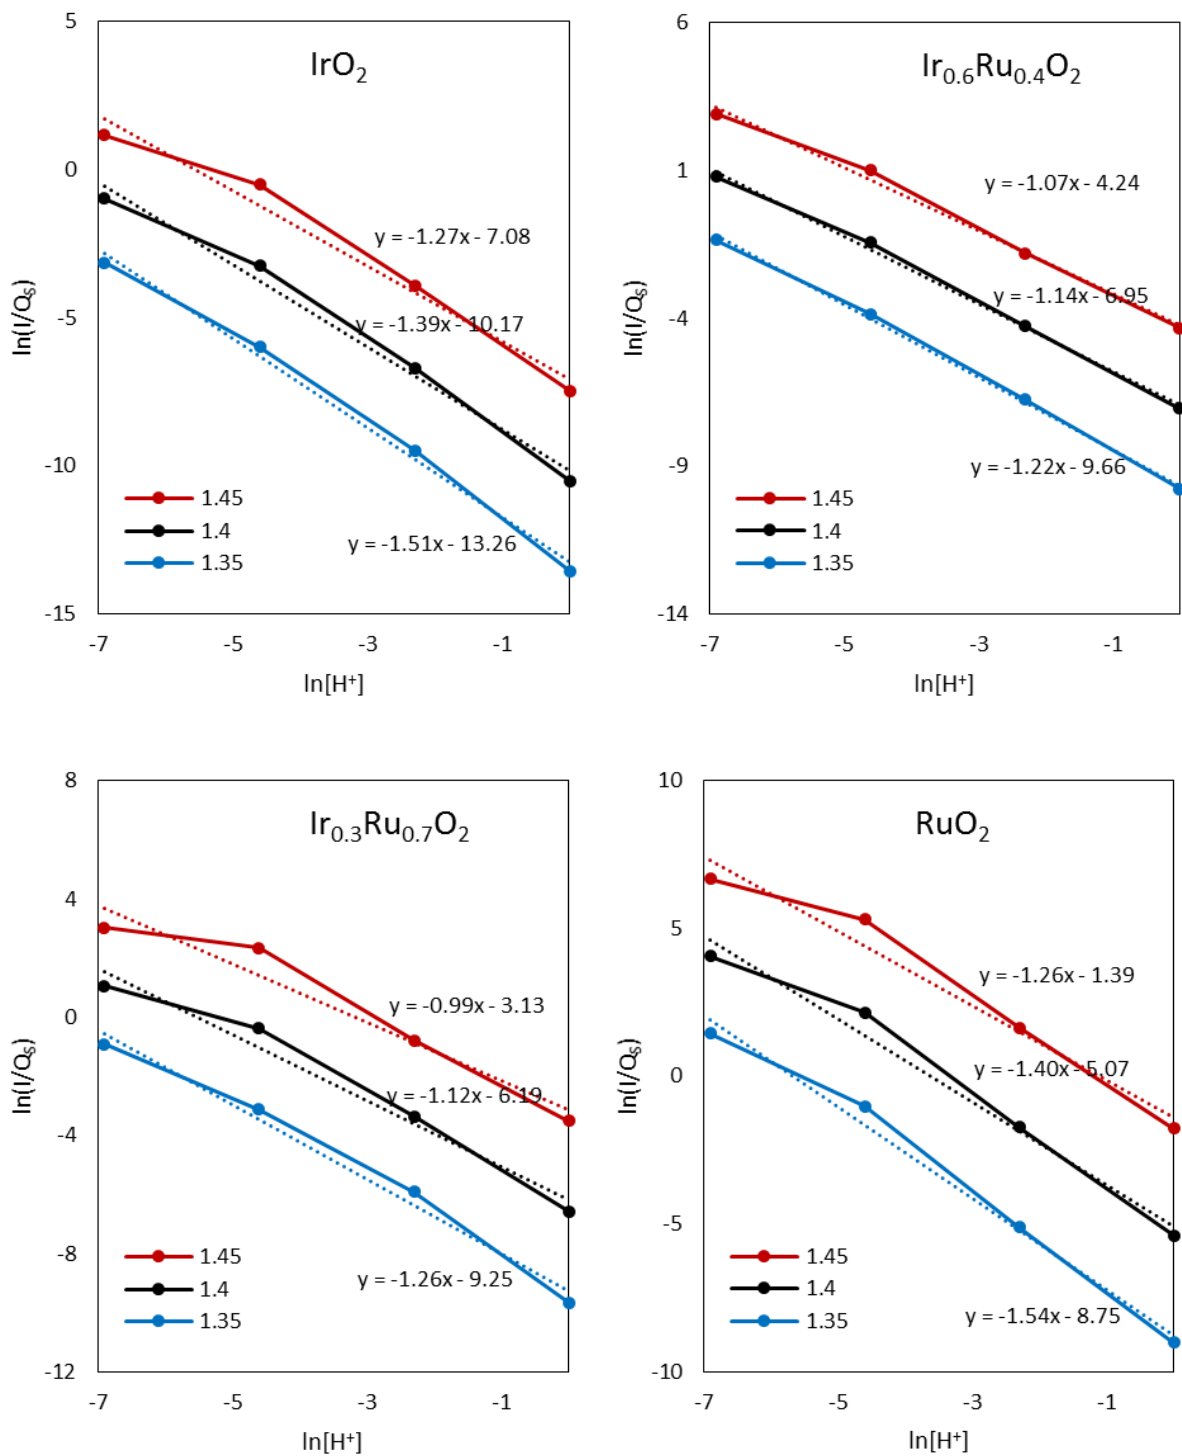 IrO₂
5
0
-5
-10
-15
ln(I/Qₛ)
y = -1.27x - 7.08
y = -1.39x - 10.17
y = -1.51x - 13.26
1.45
1.4
1.35
-7 -5 -3 -1
ln[H⁺]
Ir₀.₆Ru₀.₄O₂
6
1
-4
-9
-14
ln(I/Qₛ)
y = -1.07x - 4.24
y = -1.14x - 6.95
y = -1.22x - 9.66
1.45
1.4
1.35
-7 -5 -3 -1
ln[H⁺]
Ir₀.₃Ru₀.₇O₂
8
4
0
-4
-8
-12
ln(I/Qₛ)
y = -0.99x - 3.13
y = -1.12x - 6.19
y = -1.26x - 9.25
1.45
1.4
1.35
-7 -5 -3 -1
ln[H⁺]
RuO₂
10
5
0
-5
-10
ln(I/Qₛ)
y = -1.26x - 1.39
y = -1.40x - 5.07
y = -1.54x - 8.75
1.45
1.4
1.35
-7 -5 -3 -1
ln[H⁺]